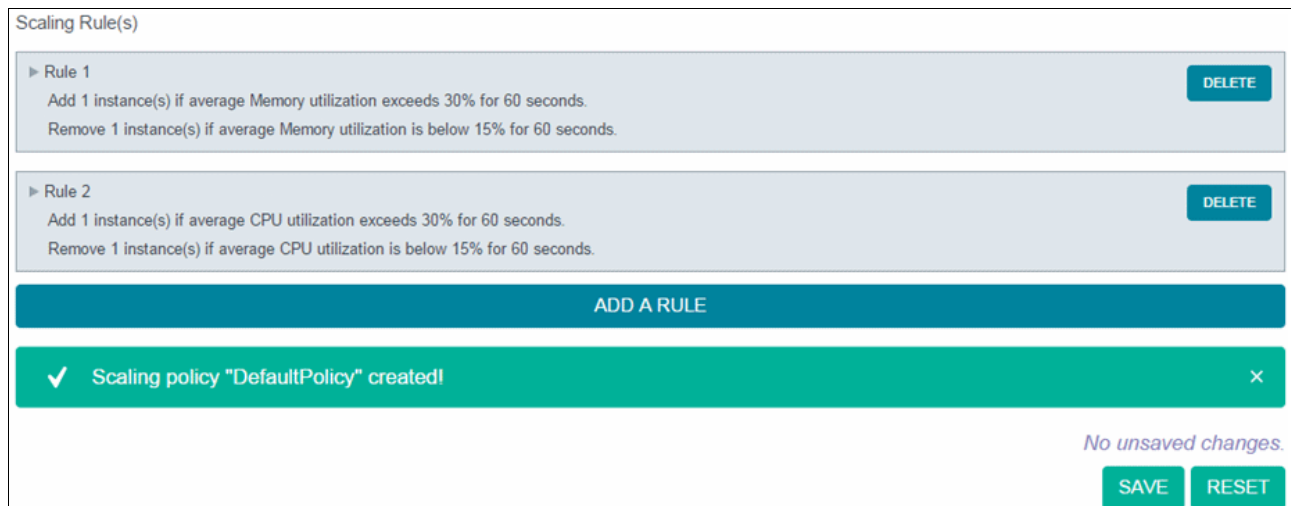 Scaling Rule(s)
Rule 1
DELETE
Add 1 instance(s) if average Memory utilization exceeds 30% for 60 seconds.
Remove 1 instance(s) if average Memory utilization is below 15% for 60 seconds.
Rule 2
DELETE
Add 1 instance(s) if average CPU utilization exceeds 30% for 60 seconds.
Remove 1 instance(s) if average CPU utilization is below 15% for 60 seconds.
ADD A RULE
Scaling policy "DefaultPolicy" created!
No unsaved changes.
SAVE RESET